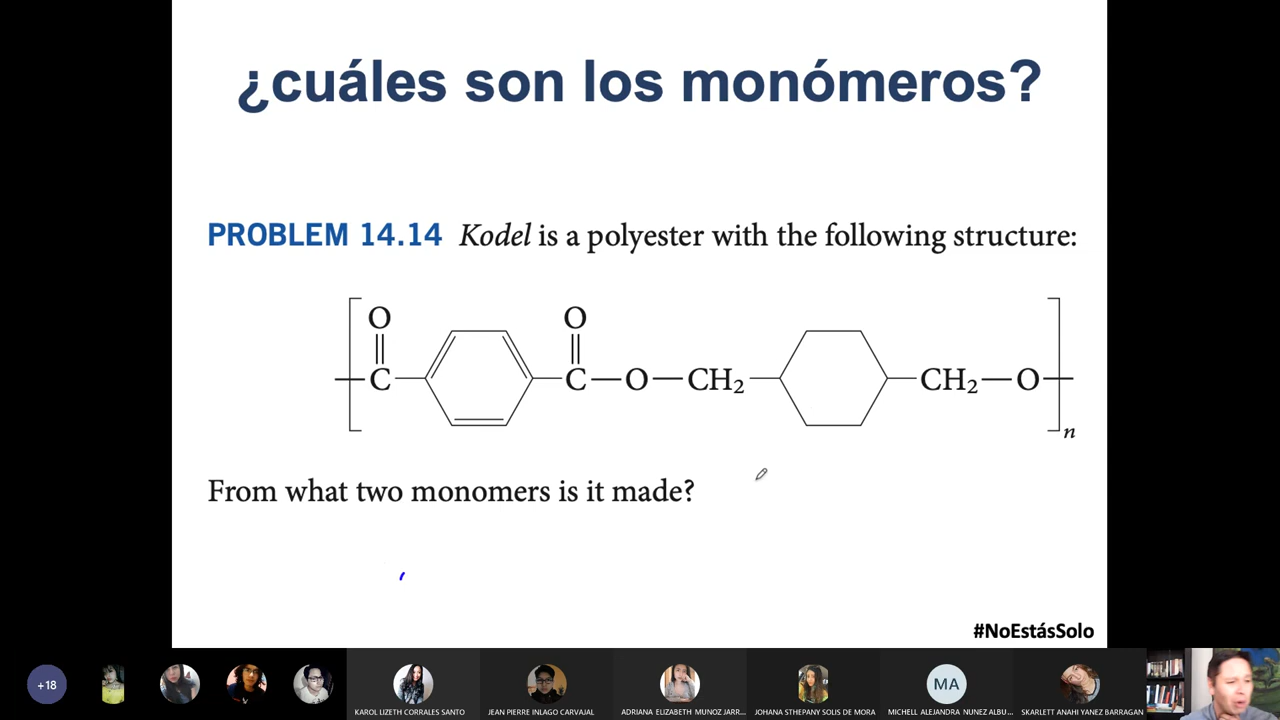 ¿cuáles son los monómeros?
PROBLEM 14.14 Kodel is a polyester with the following structure:
O O
C C—O—CH₂ CH₂—O
n
From what two monomers is it made?
#NoEstásSolo
+18 MA
KAROL LIZETH CORRALES SANTO JEAN PIERRE INLAGO CARVAJAL ADRIANA ELIZABETH MUNOZ JARR... JOHANA STHEPANY SOLIS DE MORA MICHELL ALEJANDRA NUNEZ ALBU... SKARLETT ANAHI YANEZ BARRAGAN